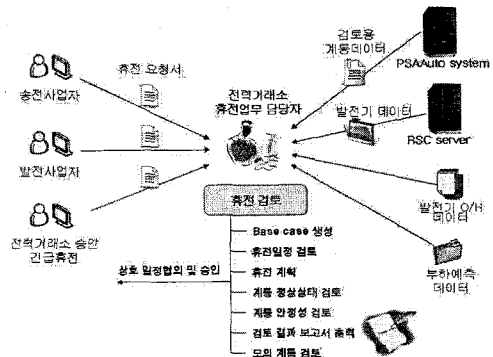 송전사업자
발전사업자
전력거래소 승인
긴급휴전
휴전 요청서
전력거래소
휴전업무 담당자
검토용
계통데이터
PSA/Auto system
발전기 데이터
RSC server
발전기 O/H
데이터
부하예측
데이터
휴전 검토
Base case 생성
휴전일정 검토
휴전 계획
계통 정상상태 검토
계통 안정성 검토
검토 결과 보고서 출력
모의 계통 검토
상호 일정협의 및 승인